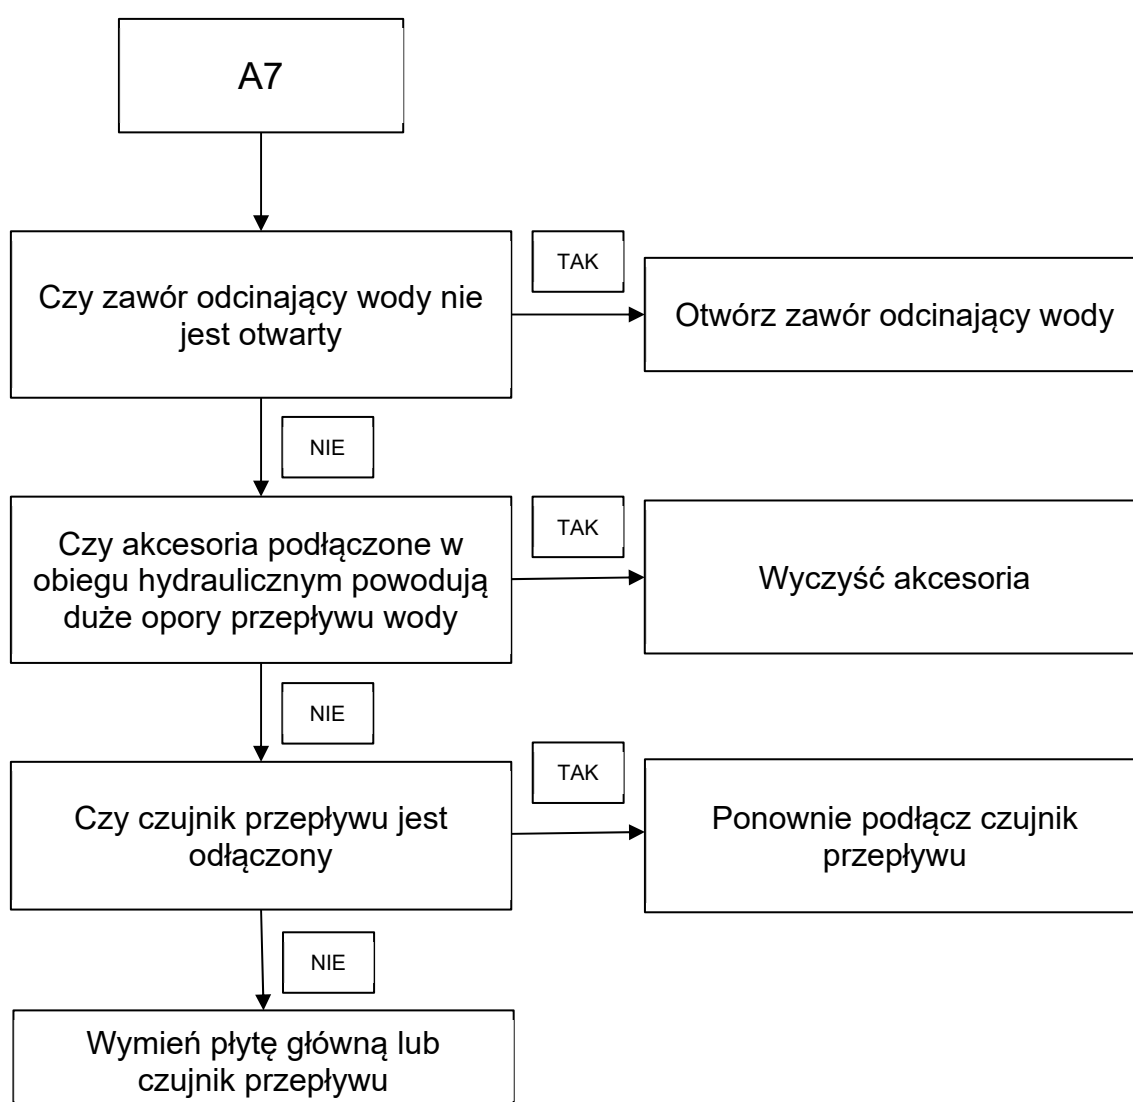 A7
Czy zawór odcinający wody nie
jest otwarty
TAK
Otwórz zawór odcinający wody
NIE
Czy akcesoria podłączone w
obiegu hydraulicznym powodują
duże opory przepływu wody
TAK
Wyczyść akcesoria
NIE
Czy czujnik przepływu jest
odłączony
TAK
Ponownie podłącz czujnik
przepływu
NIE
Wymień płytę główną lub
czujnik przepływu